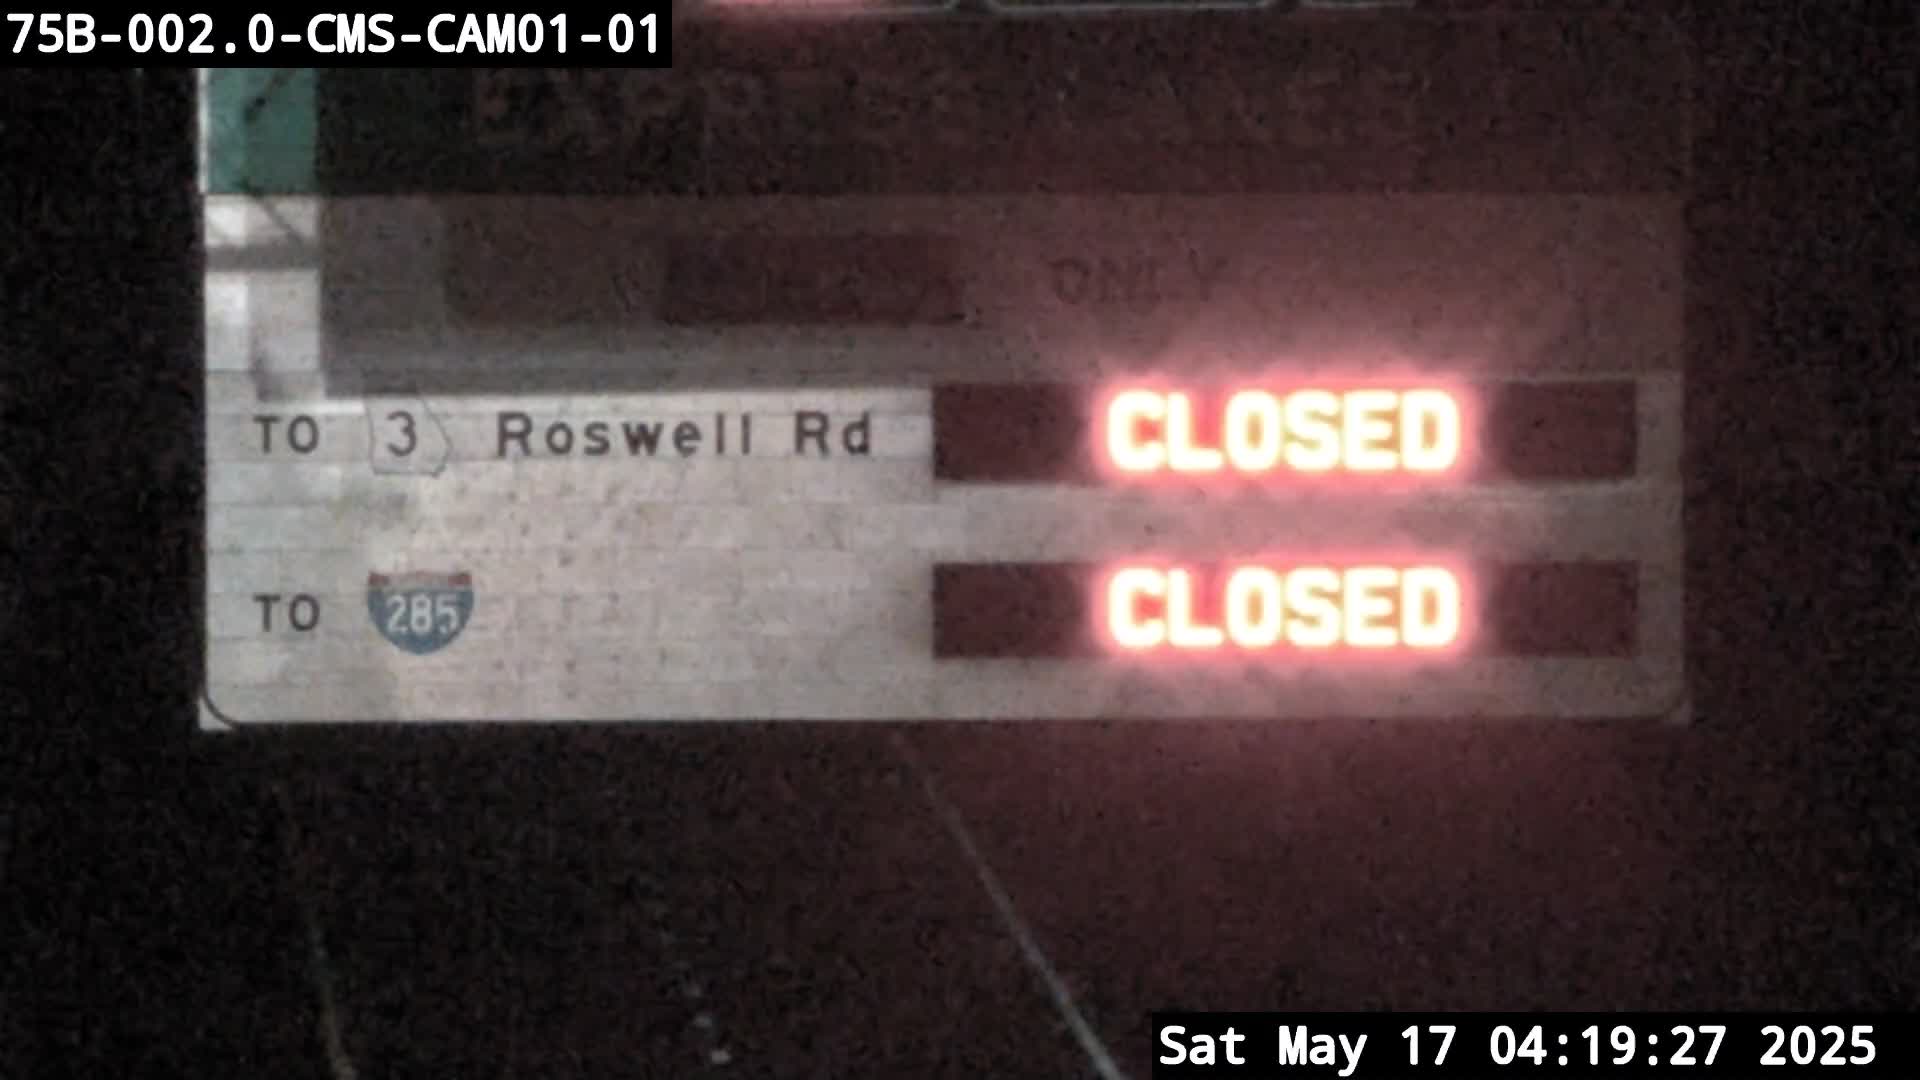 75B-002.0-CMS-CAM01-01
ONLY
TO 3 Roswell Rd CLOSED
TO 285 CLOSED
Sat May 17 04:19:27 2025